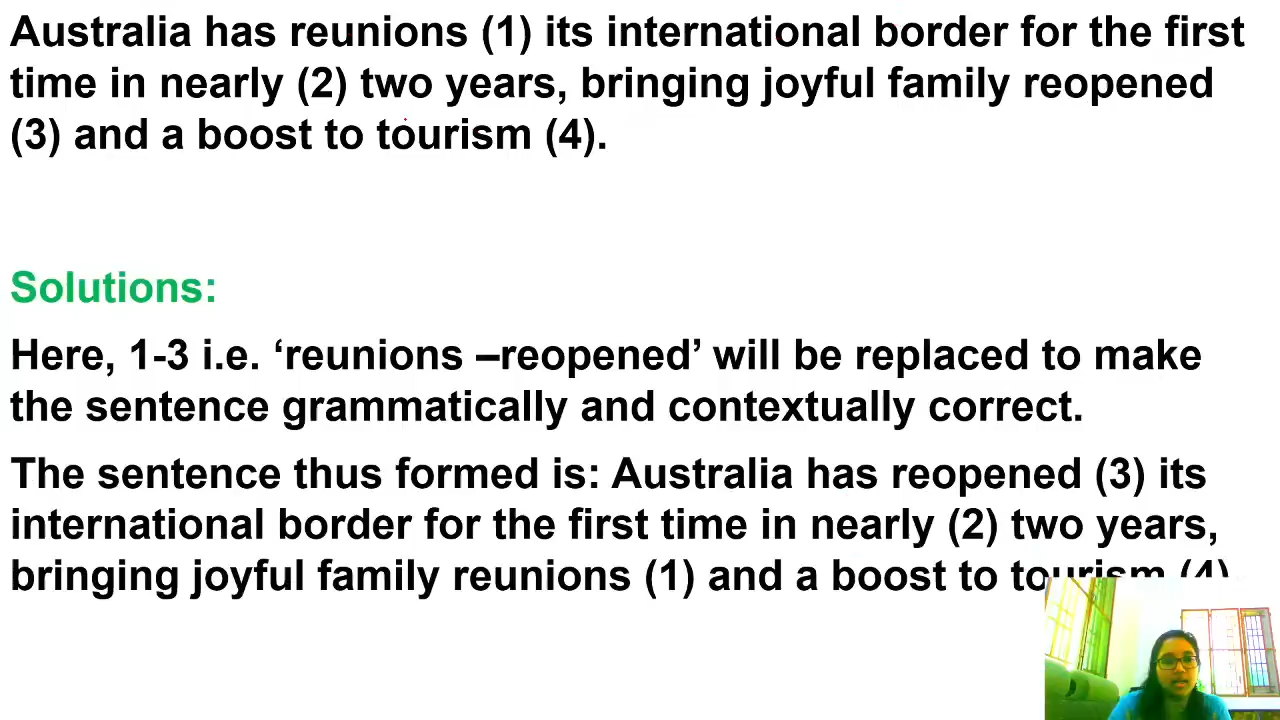 Australia has reunions (1) its international border for the first
time in nearly (2) two years, bringing joyful family reopened
(3) and a boost to tourism (4).
Solutions:
Here, 1-3 i.e. ‘reunions –reopened’ will be replaced to make
the sentence grammatically and contextually correct.
The sentence thus formed is: Australia has reopened (3) its
international border for the first time in nearly (2) two years,
bringing joyful family reunions (1) and a boost to tourism (4)